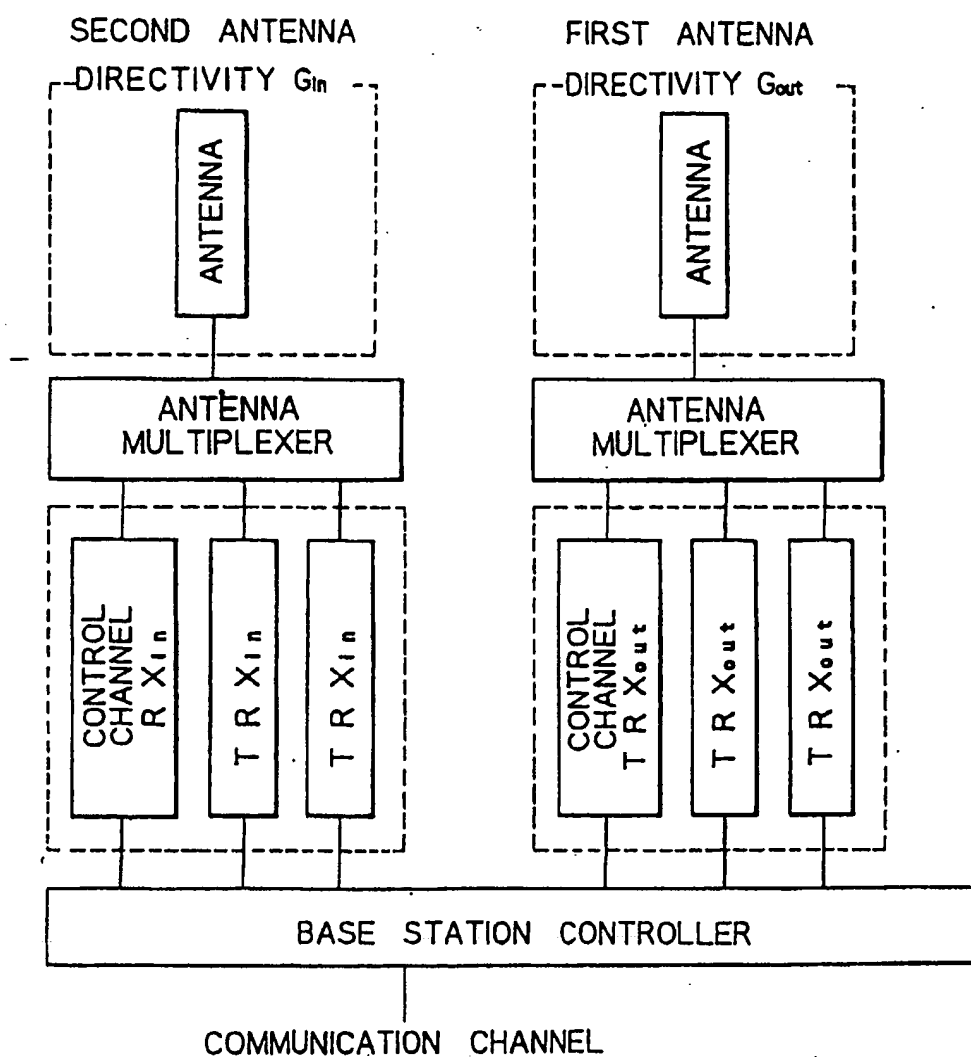 SECOND ANTENNA
DIRECTIVITY Gin
ANTENNA
ANTENNA
MULTIPLEXER
CONTROL
CHANNEL
R Xin
T R Xin
T R Xin
FIRST ANTENNA
DIRECTIVITY Gout
ANTENNA
ANTENNA
MULTIPLEXER
CONTROL
CHANNEL
T R Xout
T R Xout
T R Xout
BASE STATION CONTROLLER
COMMUNICATION CHANNEL